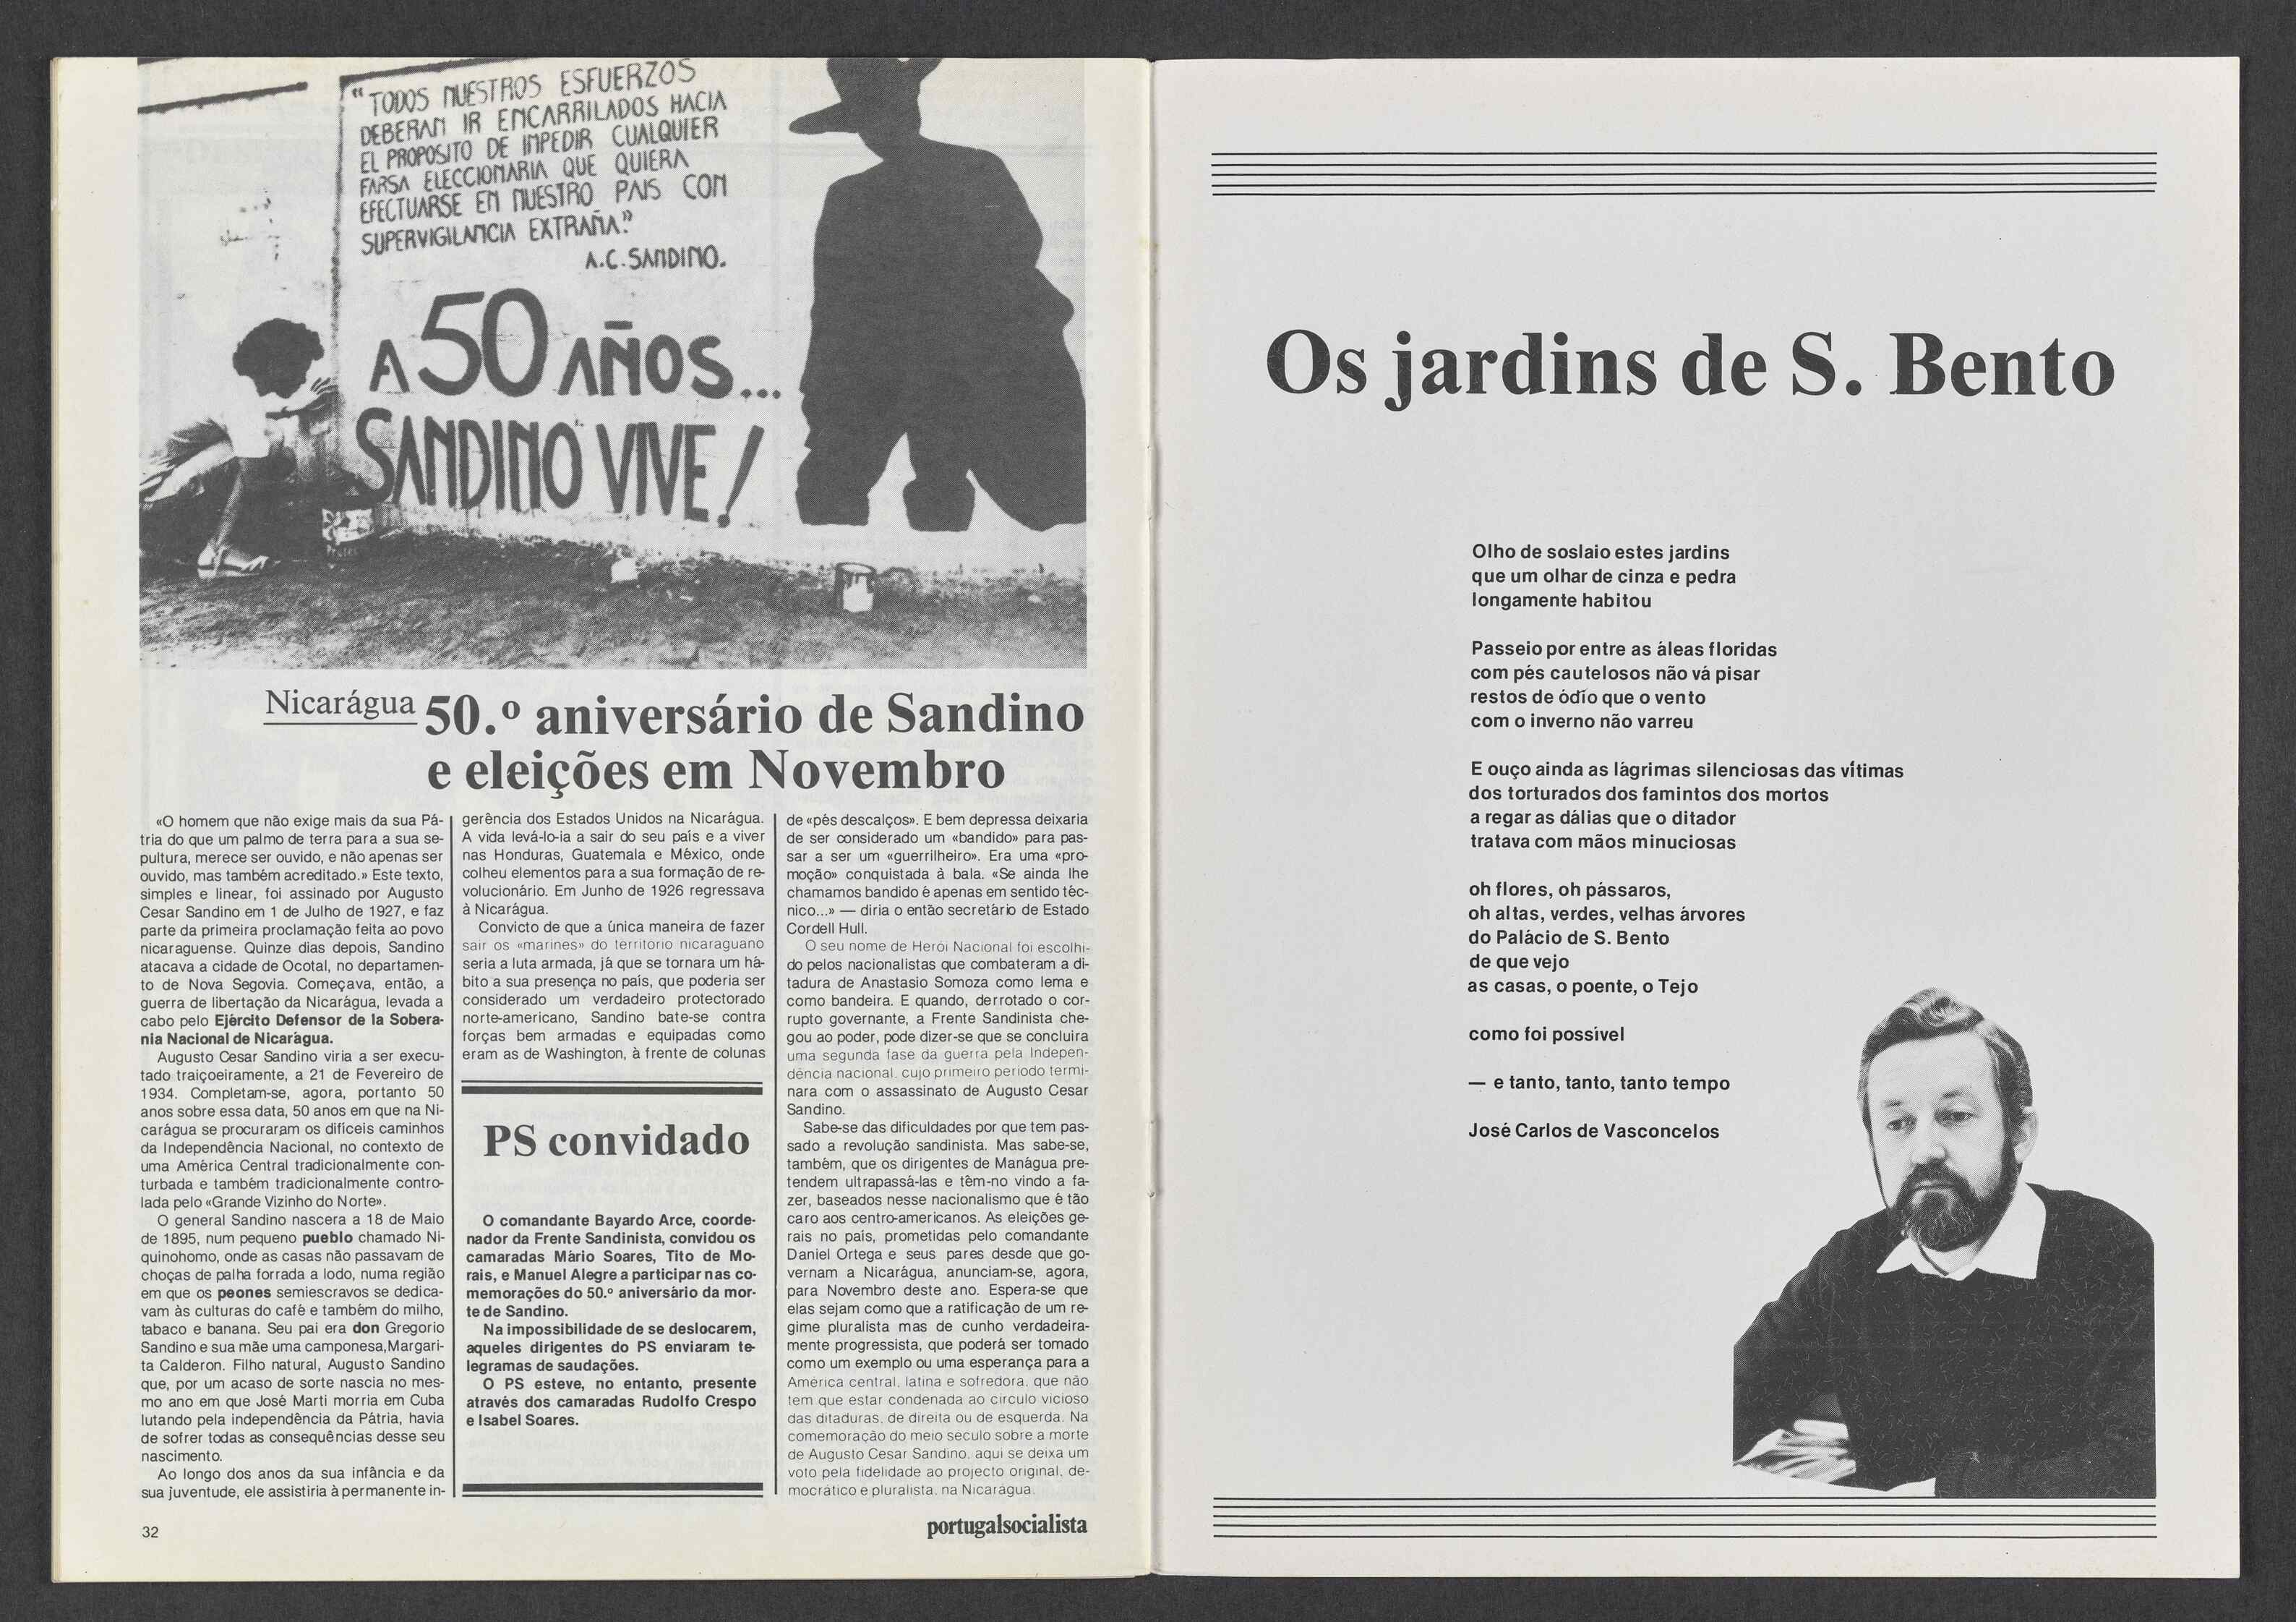 “TODOS NUESTROS ESFUERZOS
DEBERAN IR ENCARRILADOS HACIA
EL PROPOSITO DE IMPEDIR CUALQUIER
FARSA ELECCIONARIA QUE QUIERA
EFECTUARSE EN NUESTRO PAIS CON
SUPERVIGILANCIA EXTRAÑA.”
A.C.SANDINO.
A 50 AÑOS...
SANDINO VIVE!
Nicarágua 50.º aniversário de Sandino
e eleições em Novembro
«O homem que não exige mais da sua Pá-
tria do que um palmo de terra para a sua se-
pultura, merece ser ouvido, e não apenas ser
ouvido, mas também acreditado.» Este texto,
simples e linear, foi assinado por Augusto
Cesar Sandino em 1 de Julho de 1927, e faz
parte da primeira proclamação feita ao povo
nicaraguense. Quinze dias depois, Sandino
atacava a cidade de Ocotal, no departamen-
to de Nova Segovia. Começava, então, a
guerra de libertação da Nicarágua, levada a
cabo pelo Ejército Defensor de la Sobera-
nia Nacional de Nicarágua.
Augusto Cesar Sandino viria a ser execu-
tado traiçoeiramente, a 21 de Fevereiro de
1934. Completam-se, agora, portanto 50
anos sobre essa data, 50 anos em que na Ni-
carágua se procuraram os difíceis caminhos
da Independência Nacional, no contexto de
uma América Central tradicionalmente con-
turbada e também tradicionalmente contro-
lada pelo «Grande Vizinho do Norte».
O general Sandino nascera a 18 de Maio
de 1895, num pequeno pueblo chamado Ni-
quinohomo, onde as casas não passavam de
choças de palha forrada a lodo, numa região
em que os peones semiescravos se dedica-
vam às culturas do café e também do milho,
tabaco e banana. Seu pai era don Gregorio
Sandino e sua mãe uma camponesa,Margari-
ta Calderon. Filho natural, Augusto Sandino
que, por um acaso de sorte nascia no mes-
mo ano em que José Marti morria em Cuba
lutando pela independência da Pátria, havia
de sofrer todas as consequências desse seu
nascimento.
Ao longo dos anos da sua infância e da
sua juventude, ele assistiria à permanente in-
gerência dos Estados Unidos na Nicarágua.
A vida levá-lo-ia a sair do seu país e a viver
nas Honduras, Guatemala e México, onde
colheu elementos para a sua formação de re-
volucionário. Em Junho de 1926 regressava
à Nicarágua.
Convicto de que a única maneira de fazer
sair os «marines» do território nicaraguano
seria a luta armada, já que se tornara um há-
bito a sua presença no país, que poderia ser
considerado um verdadeiro protectorado
norte-americano, Sandino bate-se contra
forças bem armadas e equipadas como
eram as de Washington, à frente de colunas
PS convidado
O comandante Bayardo Arce, coorde-
nador da Frente Sandinista, convidou os
camaradas Mário Soares, Tito de Mo-
rais, e Manuel Alegre a participar nas co-
memorações do 50.º aniversário da mor-
te de Sandino.
Na impossibilidade de se deslocarem,
aqueles dirigentes do PS enviaram te-
legramas de saudações.
O PS esteve, no entanto, presente
através dos camaradas Rudolfo Crespo
e Isabel Soares.
de «pés descalços». E bem depressa deixaria
de ser considerado um «bandido» para pas-
sar a ser um «guerrilheiro». Era uma «pro-
moção» conquistada à bala. «Se ainda lhe
chamamos bandido é apenas em sentido téc-
nico...» — diria o então secretário de Estado
Cordell Hull.
O seu nome de Herói Nacional foi escolhi-
do pelos nacionalistas que combateram a di-
tadura de Anastasio Somoza como lema e
como bandeira. E quando, derrotado o cor-
rupto governante, a Frente Sandinista che-
gou ao poder, pode dizer-se que se concluira
uma segunda fase da guerra pela Indepen-
dência nacional, cujo primeiro período termi-
nara com o assassinato de Augusto Cesar
Sandino.
Sabe-se das dificuldades por que tem pas-
sado a revolução sandinista. Mas sabe-se,
também, que os dirigentes de Manágua pre-
tendem ultrapassá-las e têm-no vindo a fa-
zer, baseados nesse nacionalismo que é tão
caro aos centro-americanos. As eleições ge-
rais no país, prometidas pelo comandante
Daniel Ortega e seus pares desde que go-
vernam a Nicarágua, anunciam-se, agora,
para Novembro deste ano. Espera-se que
elas sejam como que a ratificação de um re-
gime pluralista mas de cunho verdadeira-
mente progressista, que poderá ser tomado
como um exemplo ou uma esperança para a
América central, latina e sofredora, que não
tem que estar condenada ao círculo vicioso
das ditaduras, de direita ou de esquerda. Na
comemoração do meio século sobre a morte
de Augusto Cesar Sandino, aqui se deixa um
voto pela fidelidade ao projecto original, de-
mocrático e pluralista, na Nicarágua.
32
portugalsocialista
Os jardins de S. Bento
Olho de soslaio estes jardins
que um olhar de cinza e pedra
longamente habitou
Passeio por entre as áleas floridas
com pés cautelosos não vá pisar
restos de ódio que o vento
com o inverno não varreu
E ouço ainda as lágrimas silenciosas das vítimas
dos torturados dos famintos dos mortos
a regar as dálias que o ditador
tratava com mãos minuciosas
oh flores, oh pássaros,
oh altas, verdes, velhas árvores
do Palácio de S. Bento
de que vejo
as casas, o poente, o Tejo
como foi possível
— e tanto, tanto, tanto tempo
José Carlos de Vasconcelos